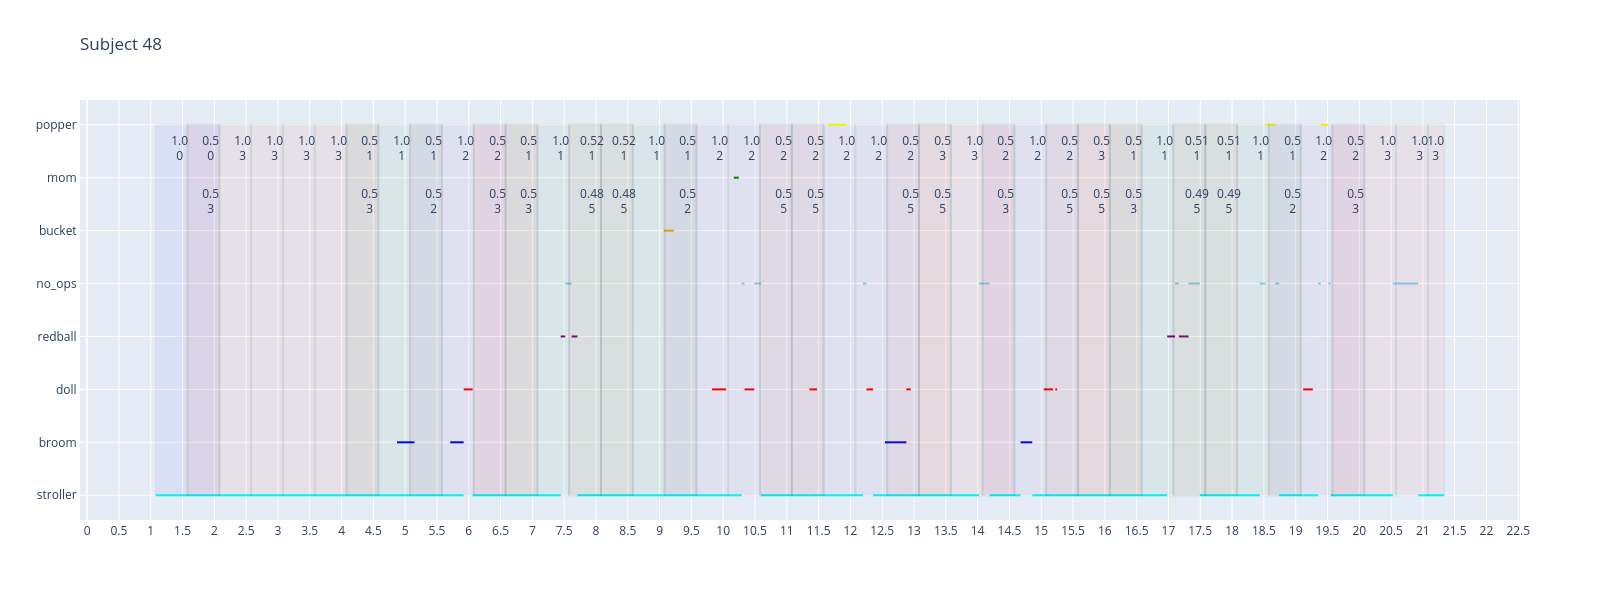 Subject 48
popper
1.0 0.5 1.0 1.0 1.0 1.0 0.5 1.0 0.5 1.0 0.5 0.5 1.0 0.52 0.52 1.0 0.5 1.0 1.0 0.5 0.5 1.0 1.0 0.5 0.5 1.0 0.5 1.0 0.5 0.5 0.5 1.0 0.51 0.51 1.0 0.5 1.0 0.5 1.0 1.0 1.0
0 0 3 3 3 3 1 1 1 2 2 1 1 1 1 1 1 2 2 2 2 2 2 2 3 3 2 2 2 3 1 1 1 1 1 1 2 2 3 3 3
mom
0.5 0.5 0.5 0.5 0.5 0.48 0.48 0.5 0.5 0.5 0.5 0.5 0.5 0.5 0.5 0.5 0.49 0.49 0.5 0.5
3 3 2 3 3 5 5 2 5 5 5 5 3 5 5 3 5 5 2 3
bucket
no_ops
redball
doll
broom
stroller
0 0.5 1 1.5 2 2.5 3 3.5 4 4.5 5 5.5 6 6.5 7 7.5 8 8.5 9 9.5 10 10.5 11 11.5 12 12.5 13 13.5 14 14.5 15 15.5 16 16.5 17 17.5 18 18.5 19 19.5 20 20.5 21 21.5 22 22.5